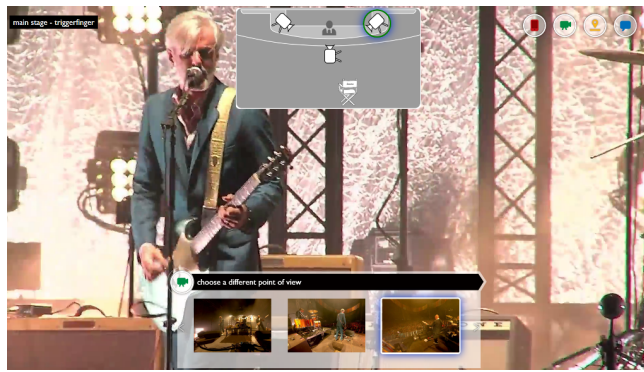 main stage - triggerfinger
choose a different point of view